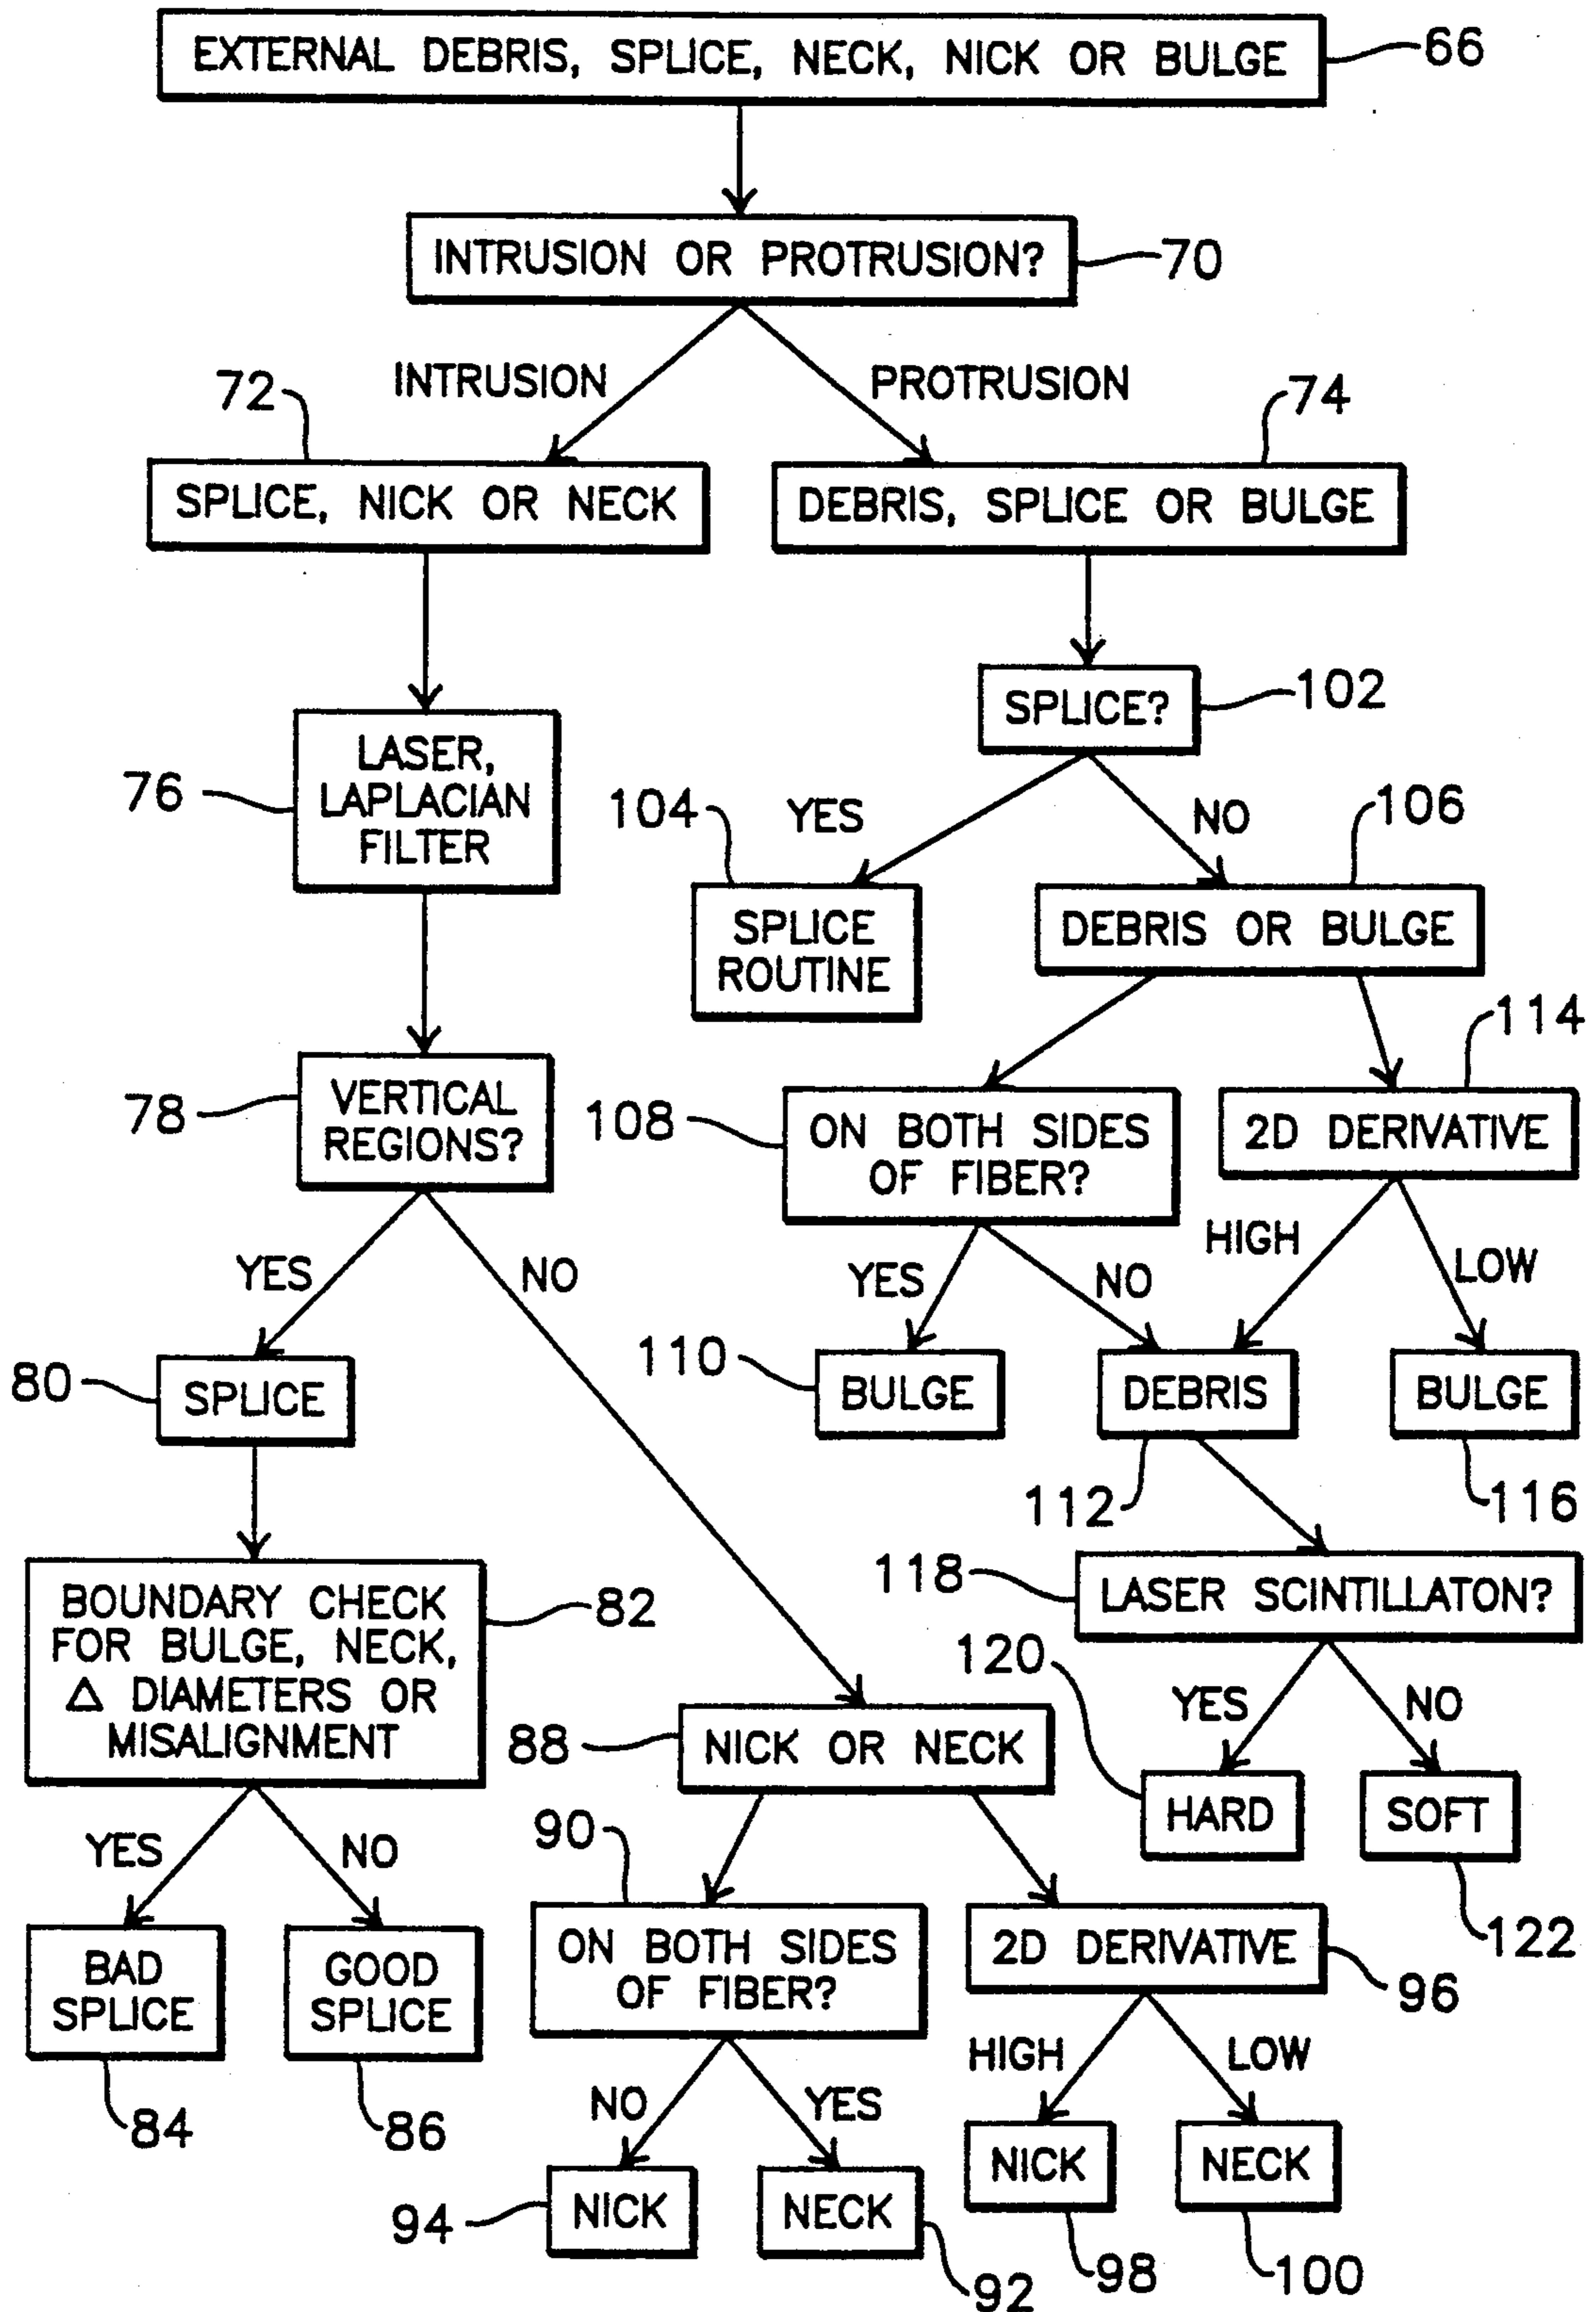 EXTERNAL DEBRIS, SPLICE, NECK, NICK OR BULGE
66
INTRUSION OR PROTRUSION?
70
INTRUSION
PROTRUSION
72
74
SPLICE, NICK OR NECK
DEBRIS, SPLICE OR BULGE
SPLICE?
102
76
LASER,
LAPLACIAN
FILTER
104
YES
NO
106
SPLICE
ROUTINE
DEBRIS OR BULGE
114
78
VERTICAL
REGIONS?
108
ON BOTH SIDES
OF FIBER?
2D DERIVATIVE
YES
NO
YES
NO
HIGH
LOW
80
SPLICE
110
BULGE
DEBRIS
BULGE
112
116
82
BOUNDARY CHECK
FOR BULGE, NECK,
Δ DIAMETERS OR
MISALIGNMENT
118
LASER SCINTILLATON?
120
YES
NO
88
NICK OR NECK
HARD
SOFT
122
YES
NO
90
BAD
SPLICE
GOOD
SPLICE
ON BOTH SIDES
OF FIBER?
2D DERIVATIVE
96
84
86
NO
YES
HIGH
LOW
94
NICK
NECK
92
NICK
NECK
98
100